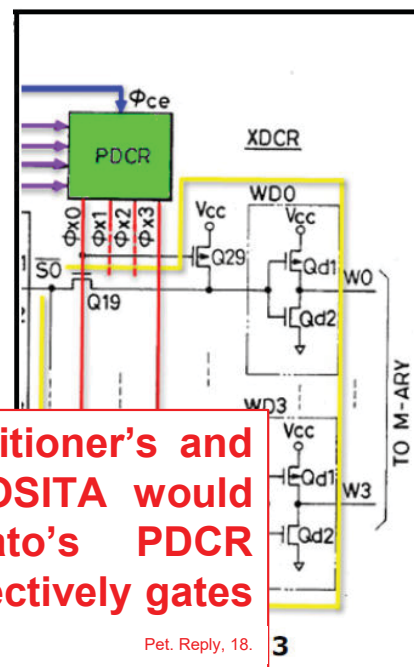 Φce
PDCR
XDCR
Φx0 Φx1 Φx2 Φx3
WD0
Vcc
Vcc
Q29
Qd1
W0
S0
Q19
Qd2
TO M-ARY
WD3
Vcc
Qd1
W3
Qd2
itioner's and
OSITA would
ato's PDCR
ectively gates
Pet. Reply, 18.
3